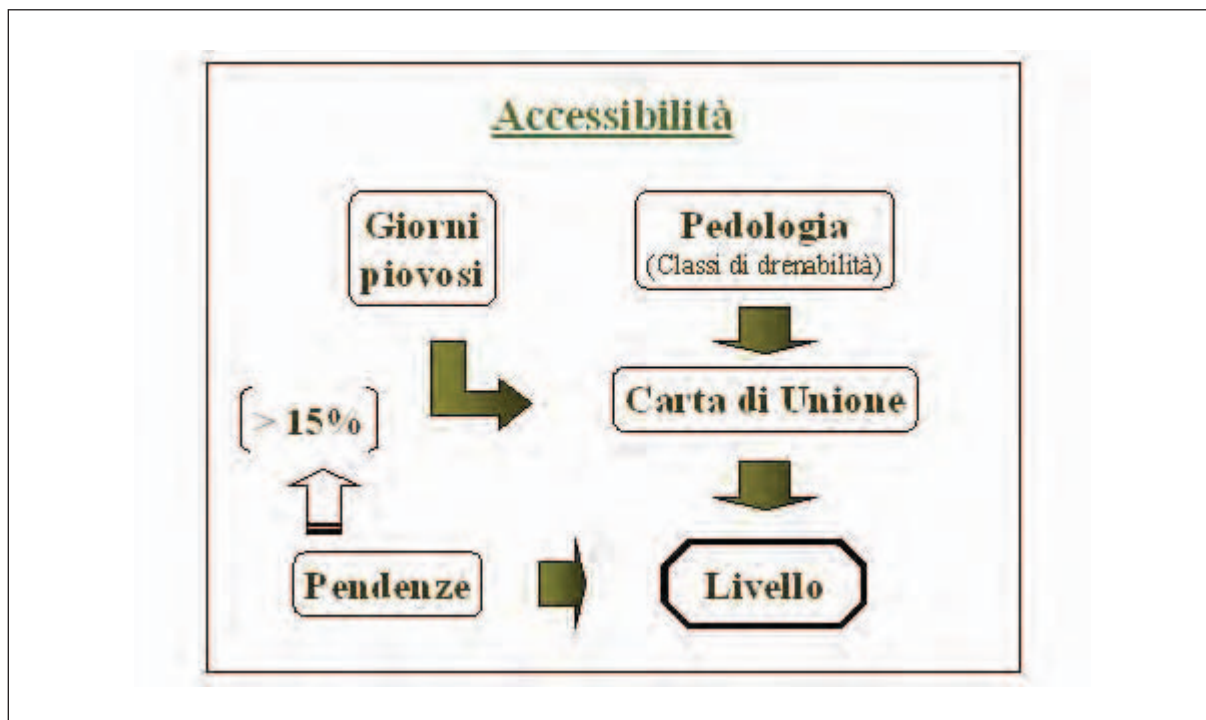 Accessibilità
Giorni
piovosi
Pedologia
(Classi di drenabilità)
Carta di Unione
> 15%
Pendenze
Livello